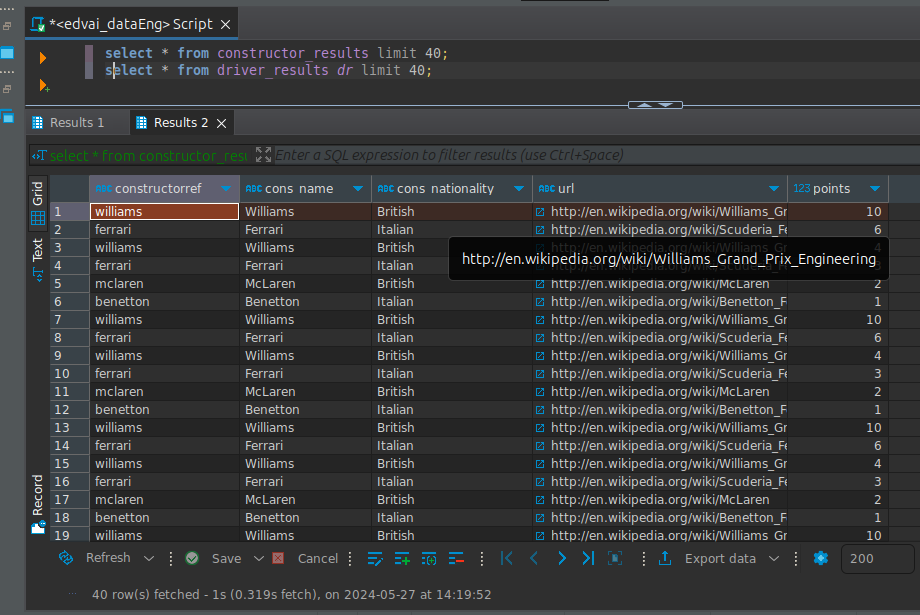 *<edvai_dataEng> Script
select * from constructor_results limit 40;
select * from driver_results dr limit 40;
Results 1 Results 2
select * from constructor_resu Enter a SQL expression to filter results (use Ctrl+Space)
Grid
Text
Record
ABC constructorref ABC cons_name ABC cons_nationality ABC url 123 points
1 williams Williams British http://en.wikipedia.org/wiki/Williams_Gr 10
2 ferrari Ferrari Italian http://en.wikipedia.org/wiki/Scuderia_Fe 6
3 williams Williams British 4
http://en.wikipedia.org/wiki/Williams_Grand_Prix_Engineering
4 ferrari Ferrari Italian
5 mclaren McLaren British http://en.wikipedia.org/wiki/McLaren 2
6 benetton Benetton Italian http://en.wikipedia.org/wiki/Benetton_F 1
7 williams Williams British http://en.wikipedia.org/wiki/Williams_Gr 10
8 ferrari Ferrari Italian http://en.wikipedia.org/wiki/Scuderia_Fe 6
9 williams Williams British http://en.wikipedia.org/wiki/Williams_Gr 4
10 ferrari Ferrari Italian http://en.wikipedia.org/wiki/Scuderia_Fe 3
11 mclaren McLaren British http://en.wikipedia.org/wiki/McLaren 2
12 benetton Benetton Italian http://en.wikipedia.org/wiki/Benetton_F 1
13 williams Williams British http://en.wikipedia.org/wiki/Williams_Gr 10
14 ferrari Ferrari Italian http://en.wikipedia.org/wiki/Scuderia_Fe 6
15 williams Williams British http://en.wikipedia.org/wiki/Williams_Gr 4
16 ferrari Ferrari Italian http://en.wikipedia.org/wiki/Scuderia_Fe 3
17 mclaren McLaren British http://en.wikipedia.org/wiki/McLaren 2
18 benetton Benetton Italian http://en.wikipedia.org/wiki/Benetton_F 1
19 williams Williams British http://en.wikipedia.org/wiki/Williams_Gr 10
Refresh Save Cancel Export data 200
40 row(s) fetched - 1s (0.319s fetch), on 2024-05-27 at 14:19:52